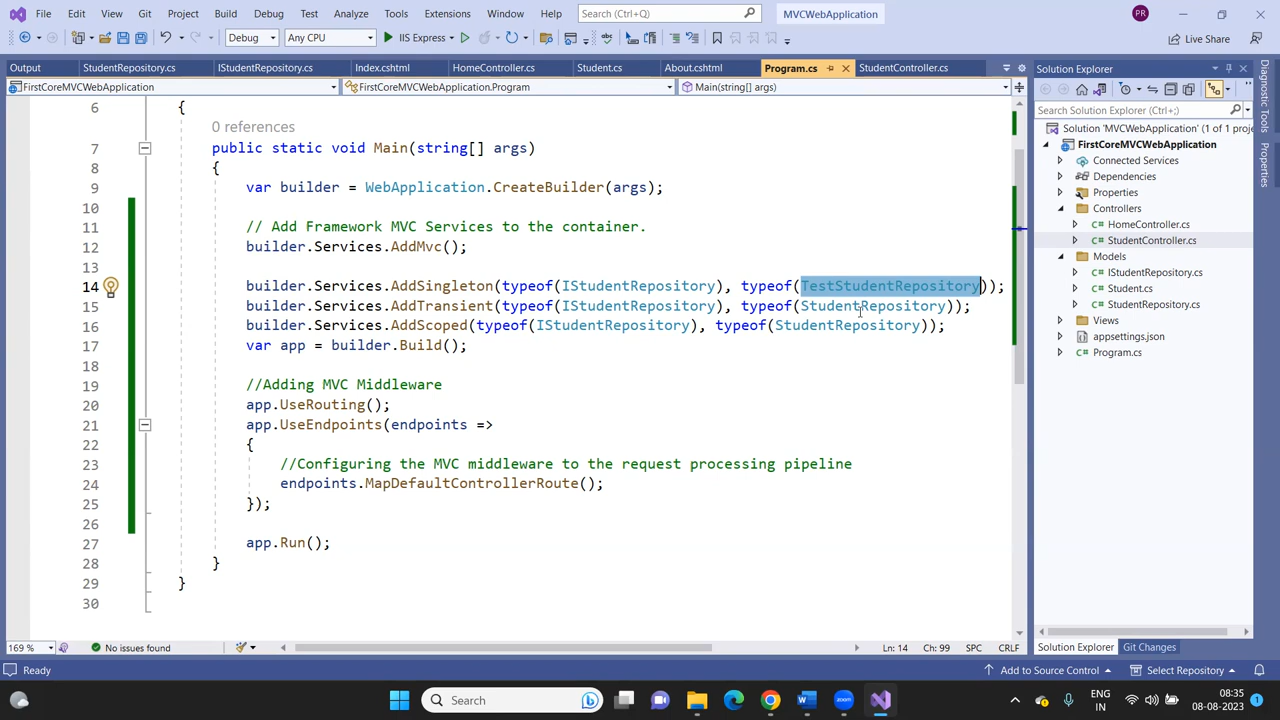 File Edit View Git Project Build Debug Test Analyze Tools Extensions Window Help Search (Ctrl+Q) MVCWebApplication PR
Debug Any CPU IIS Express Live Share
Output StudentRepository.cs IStudentRepository.cs Index.cshtml HomeController.cs Student.cs About.cshtml Program.cs StudentController.cs
FirstCoreMVCWebApplication FirstCoreMVCWebApplication.Program Main(string[] args)
6 {
0 references
7 public static void Main(string[] args)
8 {
9 var builder = WebApplication.CreateBuilder(args);
10
11 // Add Framework MVC Services to the container.
12 builder.Services.AddMvc();
13
14 builder.Services.AddSingleton(typeof(IStudentRepository), typeof(TestStudentRepository));
15 builder.Services.AddTransient(typeof(IStudentRepository), typeof(StudentRepository));
16 builder.Services.AddScoped(typeof(IStudentRepository), typeof(StudentRepository));
17 var app = builder.Build();
18
19 //Adding MVC Middleware
20 app.UseRouting();
21 app.UseEndpoints(endpoints =>
22 {
23 //Configuring the MVC middleware to the request processing pipeline
24 endpoints.MapDefaultControllerRoute();
25 });
26
27 app.Run();
28 }
29 }
30
169 % No issues found Ln: 14 Ch: 99 SPC CRLF
Solution Explorer
Search Solution Explorer (Ctrl+;)
Solution 'MVCWebApplication' (1 of 1 proje
FirstCoreMVCWebApplication
Connected Services
Dependencies
Properties
Controllers
C# HomeController.cs
C# StudentController.cs
Models
C# IStudentRepository.cs
C# Student.cs
C# StudentRepository.cs
Views
appsettings.json
C# Program.cs
Solution Explorer Git Changes
Diagnostic Tools
Properties
Ready Add to Source Control Select Repository 1
Search ENG IN 08:35 08-08-2023 1